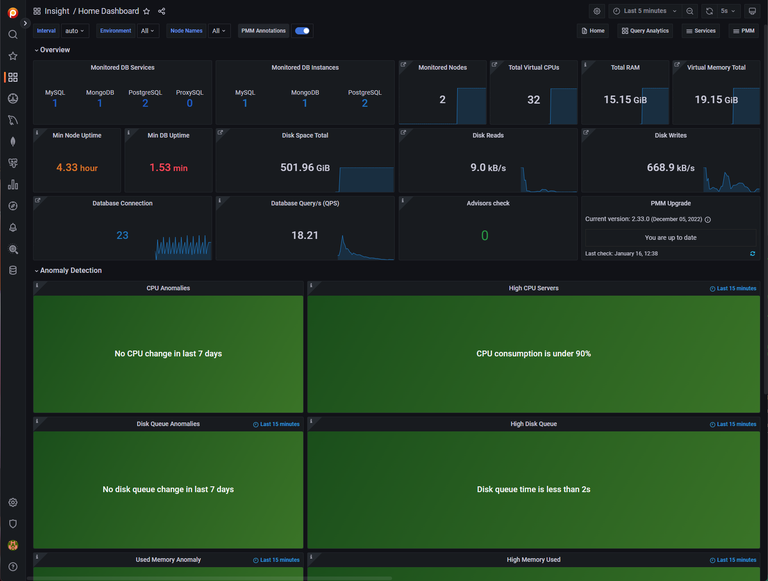 Insight / Home Dashboard
Last 5 minutes
5s
Interval
auto
Environment
All
Node Names
All
PMM Annotations
Home
Query Analytics
Services
PMM
Overview
Monitored DB Services
MySQL
1
MongoDB
1
PostgreSQL
2
ProxySQL
0
Monitored DB Instances
MySQL
1
MongoDB
1
PostgreSQL
2
Monitored Nodes
2
Total Virtual CPUs
32
Total RAM
15.15 GiB
Virtual Memory Total
19.15 GiB
Min Node Uptime
4.33 hour
Min DB Uptime
1.53 min
Disk Space Total
501.96 GiB
Disk Reads
9.0 kB/s
Disk Writes
668.9 kB/s
Database Connection
23
Database Query/s (QPS)
18.21
Advisors check
0
PMM Upgrade
Current version: 2.33.0 (December 05, 2022)
You are up to date
Last check: January 16, 12:38
Anomaly Detection
CPU Anomalies
No CPU change in last 7 days
High CPU Servers
Last 15 minutes
CPU consumption is under 90%
Disk Queue Anomalies
Last 15 minutes
No disk queue change in last 7 days
High Disk Queue
Last 15 minutes
Disk queue time is less than 2s
Used Memory Anomaly
Last 15 minutes
High Memory Used
Last 15 minutes